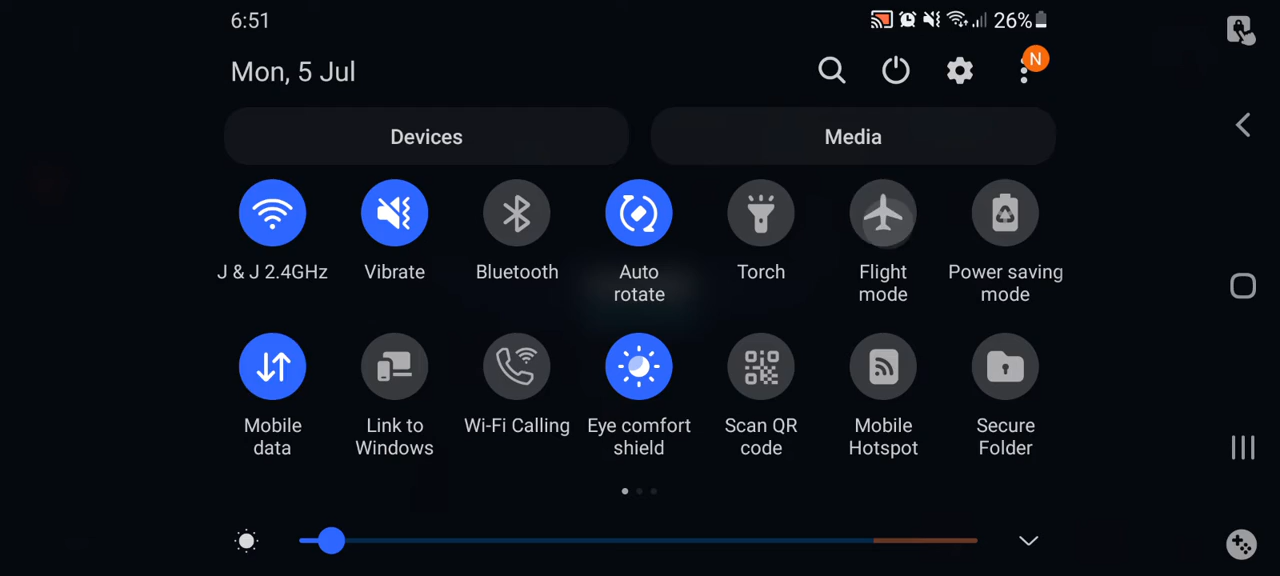 6:51
26%
Mon, 5 Jul
N
Devices
Media
J & J 2.4GHz
Vibrate
Bluetooth
Auto
rotate
Torch
Flight
mode
Power saving
mode
Mobile
data
Link to
Windows
Wi-Fi Calling
Eye comfort
shield
Scan QR
code
Mobile
Hotspot
Secure
Folder